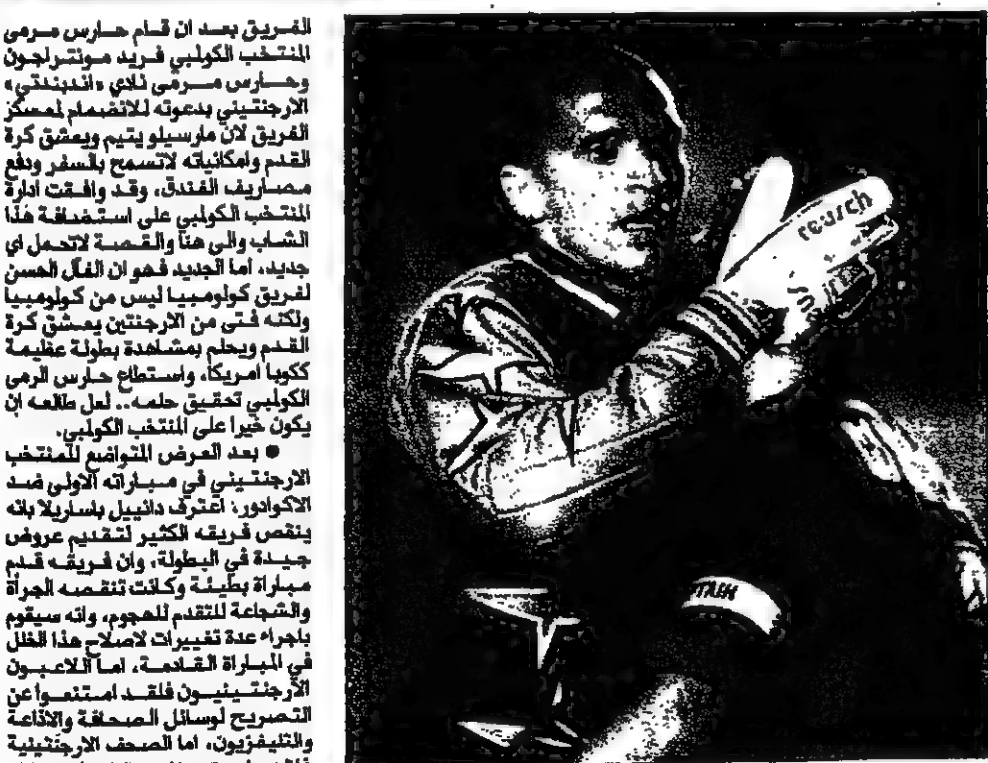 الفريق بعد ان قام حارس مرمى
المنتخب الكولمبي فريد مونتراجون
وحارس مرمى نادي «اندبندنتي»
الارجنتيني بدعوته للانضمام لمعسكر
الفريق لان مارسيلو يتيم ويعشق كرة
القدم وامكانياته لاتسمح بالسفر ودفع
مصاريف الفندق، وقد وافقت ادارة
المنتخب الكولمبي على استضافة هذا
الشاب والى هنا والقصة لاتحمل اي
جديد، اما الجديد فهو ان الفال الحسن
لفريق كولومبيا ليس من كولومبيا
ولكنه فتى من الارجنتين يعشق كرة
القدم ويحلم بمشاهدة بطولة عظيمة
ككوبا امريكا، واستطاع حارس الرمى
الكولمبي تحقيق حلمه.. لعل طالعه ان
يكون خيرا على المنتخب الكولمبي.
● بعد العرض المتواضع للمنتخب
الارجنتيني في مباراته الاولى ضد
الاكوادور: اعترف دانييل باساريلا بانه
ينقص فريقه الكثير لتقديم عروض
جيدة في البطولة، وان فريقه قدم
مباراة بطيئة وكانت تنقصه الجرأة
والشجاعة للتقدم للهجوم، وانه سيقوم
باجراء عدة تغييرات لاصلاح هذا الخلل
في المباراة القادمة، اما اللاعبون
الأرجنتينيون فلقد امتنعوا عن
التصريح لوسائل الصحافة والاذاعة
والتليفزيون، اما الصحف الارجنتينية
reusch